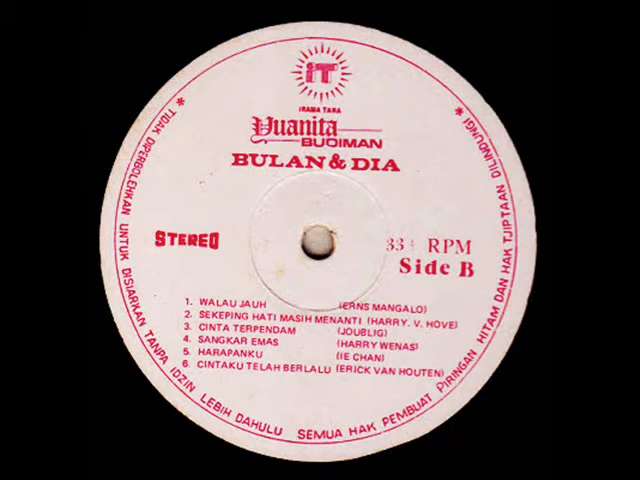 iT
IRAMA TARA
Yuanita
BUDIMAN
BULAN & DIA
STEREO
33⅓ RPM
Side B
1. WALAU JAUH (ERNS MANGALO)
2. SEKEPING HATI MASIH MENANTI (HARRY. V. HOVE)
3. CINTA TERPENDAM (JOUBLIG)
4. SANGKAR EMAS (HARRY WENAS)
5. HARAPANKU (IE CHAN)
6. CINTAKU TELAH BERLALU (ERICK VAN HOUTEN)
* TIDAK DIPERBOLEHKAN UNTUK DISIARKAN TANPA IDZIN LEBIH DAHULU SEMUA HAK PEMBUAT PIRINGAN HITAM DAN HAK TJIPTAAN DILINDUNGI *